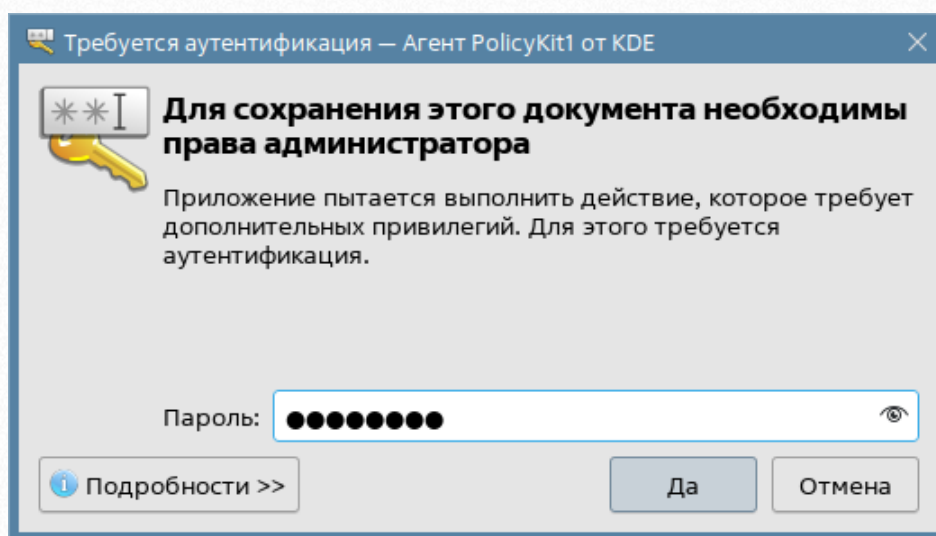 Требуется аутентификация — Агент PolicyKit1 от KDE
Для сохранения этого документа необходимы
права администратора
Приложение пытается выполнить действие, которое требует
дополнительных привилегий. Для этого требуется
аутентификация.
Пароль: ●●●●●●●●
Подробности >>
Да
Отмена